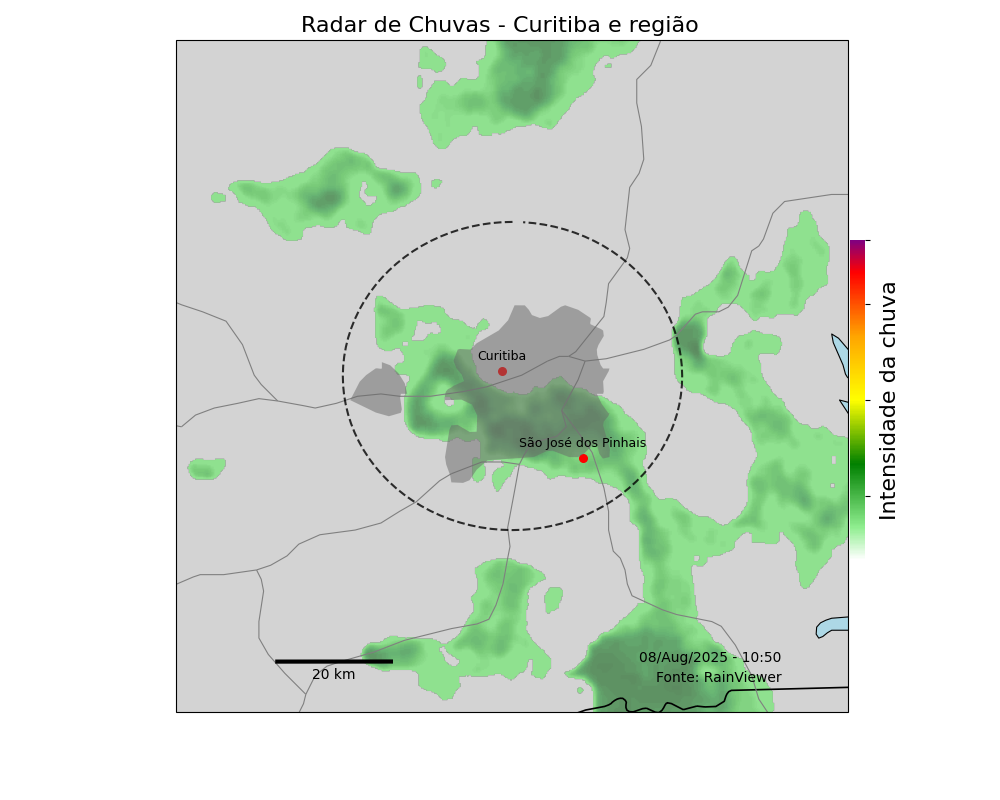 Radar de Chuvas - Curitiba e região
Curitiba
São José dos Pinhais
Intensidade da chuva
08/Aug/2025 - 10:50
20 km
Fonte: RainViewer